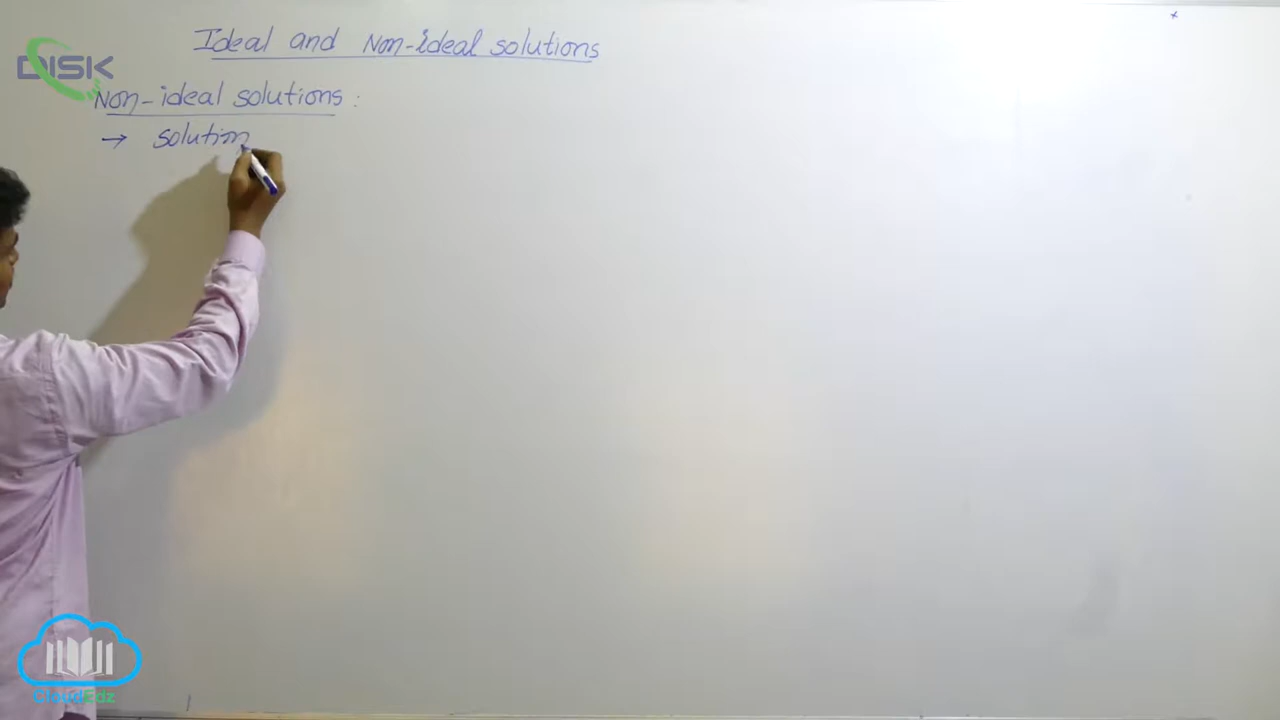 Ideal and Non-ideal solutions
DISK
Non-ideal solutions :
→ solution
CloudEdz